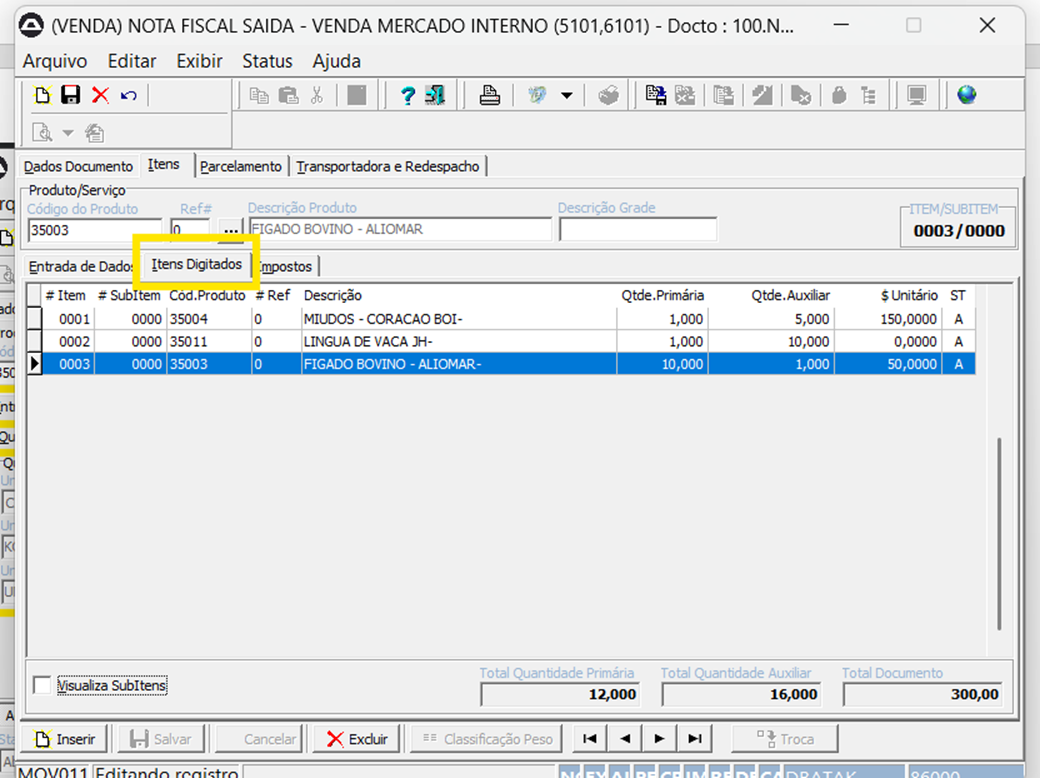 (VENDA) NOTA FISCAL SAIDA - VENDA MERCADO INTERNO (5101,6101) - Docto : 100.N...
Arquivo Editar Exibir Status Ajuda
Dados Documento Itens Parcelamento Transportadora e Redespacho
Produto/Serviço
Código do Produto Ref# Descrição Produto Descrição Grade ITEM/SUBITEM
35003 0 ... FIGADO BOVINO - ALIOMAR 0003/0000
Entrada de Dados Itens Digitados Impostos
# Item # SubItem Cód.Produto # Ref Descrição Qtde.Primária Qtde.Auxiliar $ Unitário ST
0001 0000 35004 0 MIUDOS - CORACAO BOI- 1,000 5,000 150,0000 A
0002 0000 35011 0 LINGUA DE VACA JH- 1,000 10,000 0,0000 A
0003 0000 35003 0 FIGADO BOVINO - ALIOMAR- 10,000 1,000 50,0000 A
Total Quantidade Primária Total Quantidade Auxiliar Total Documento
Visualiza SubItens 12,000 16,000 300,00
Inserir Salvar Cancelar Excluir Classificação Peso Troca
MOV011 Editando registro